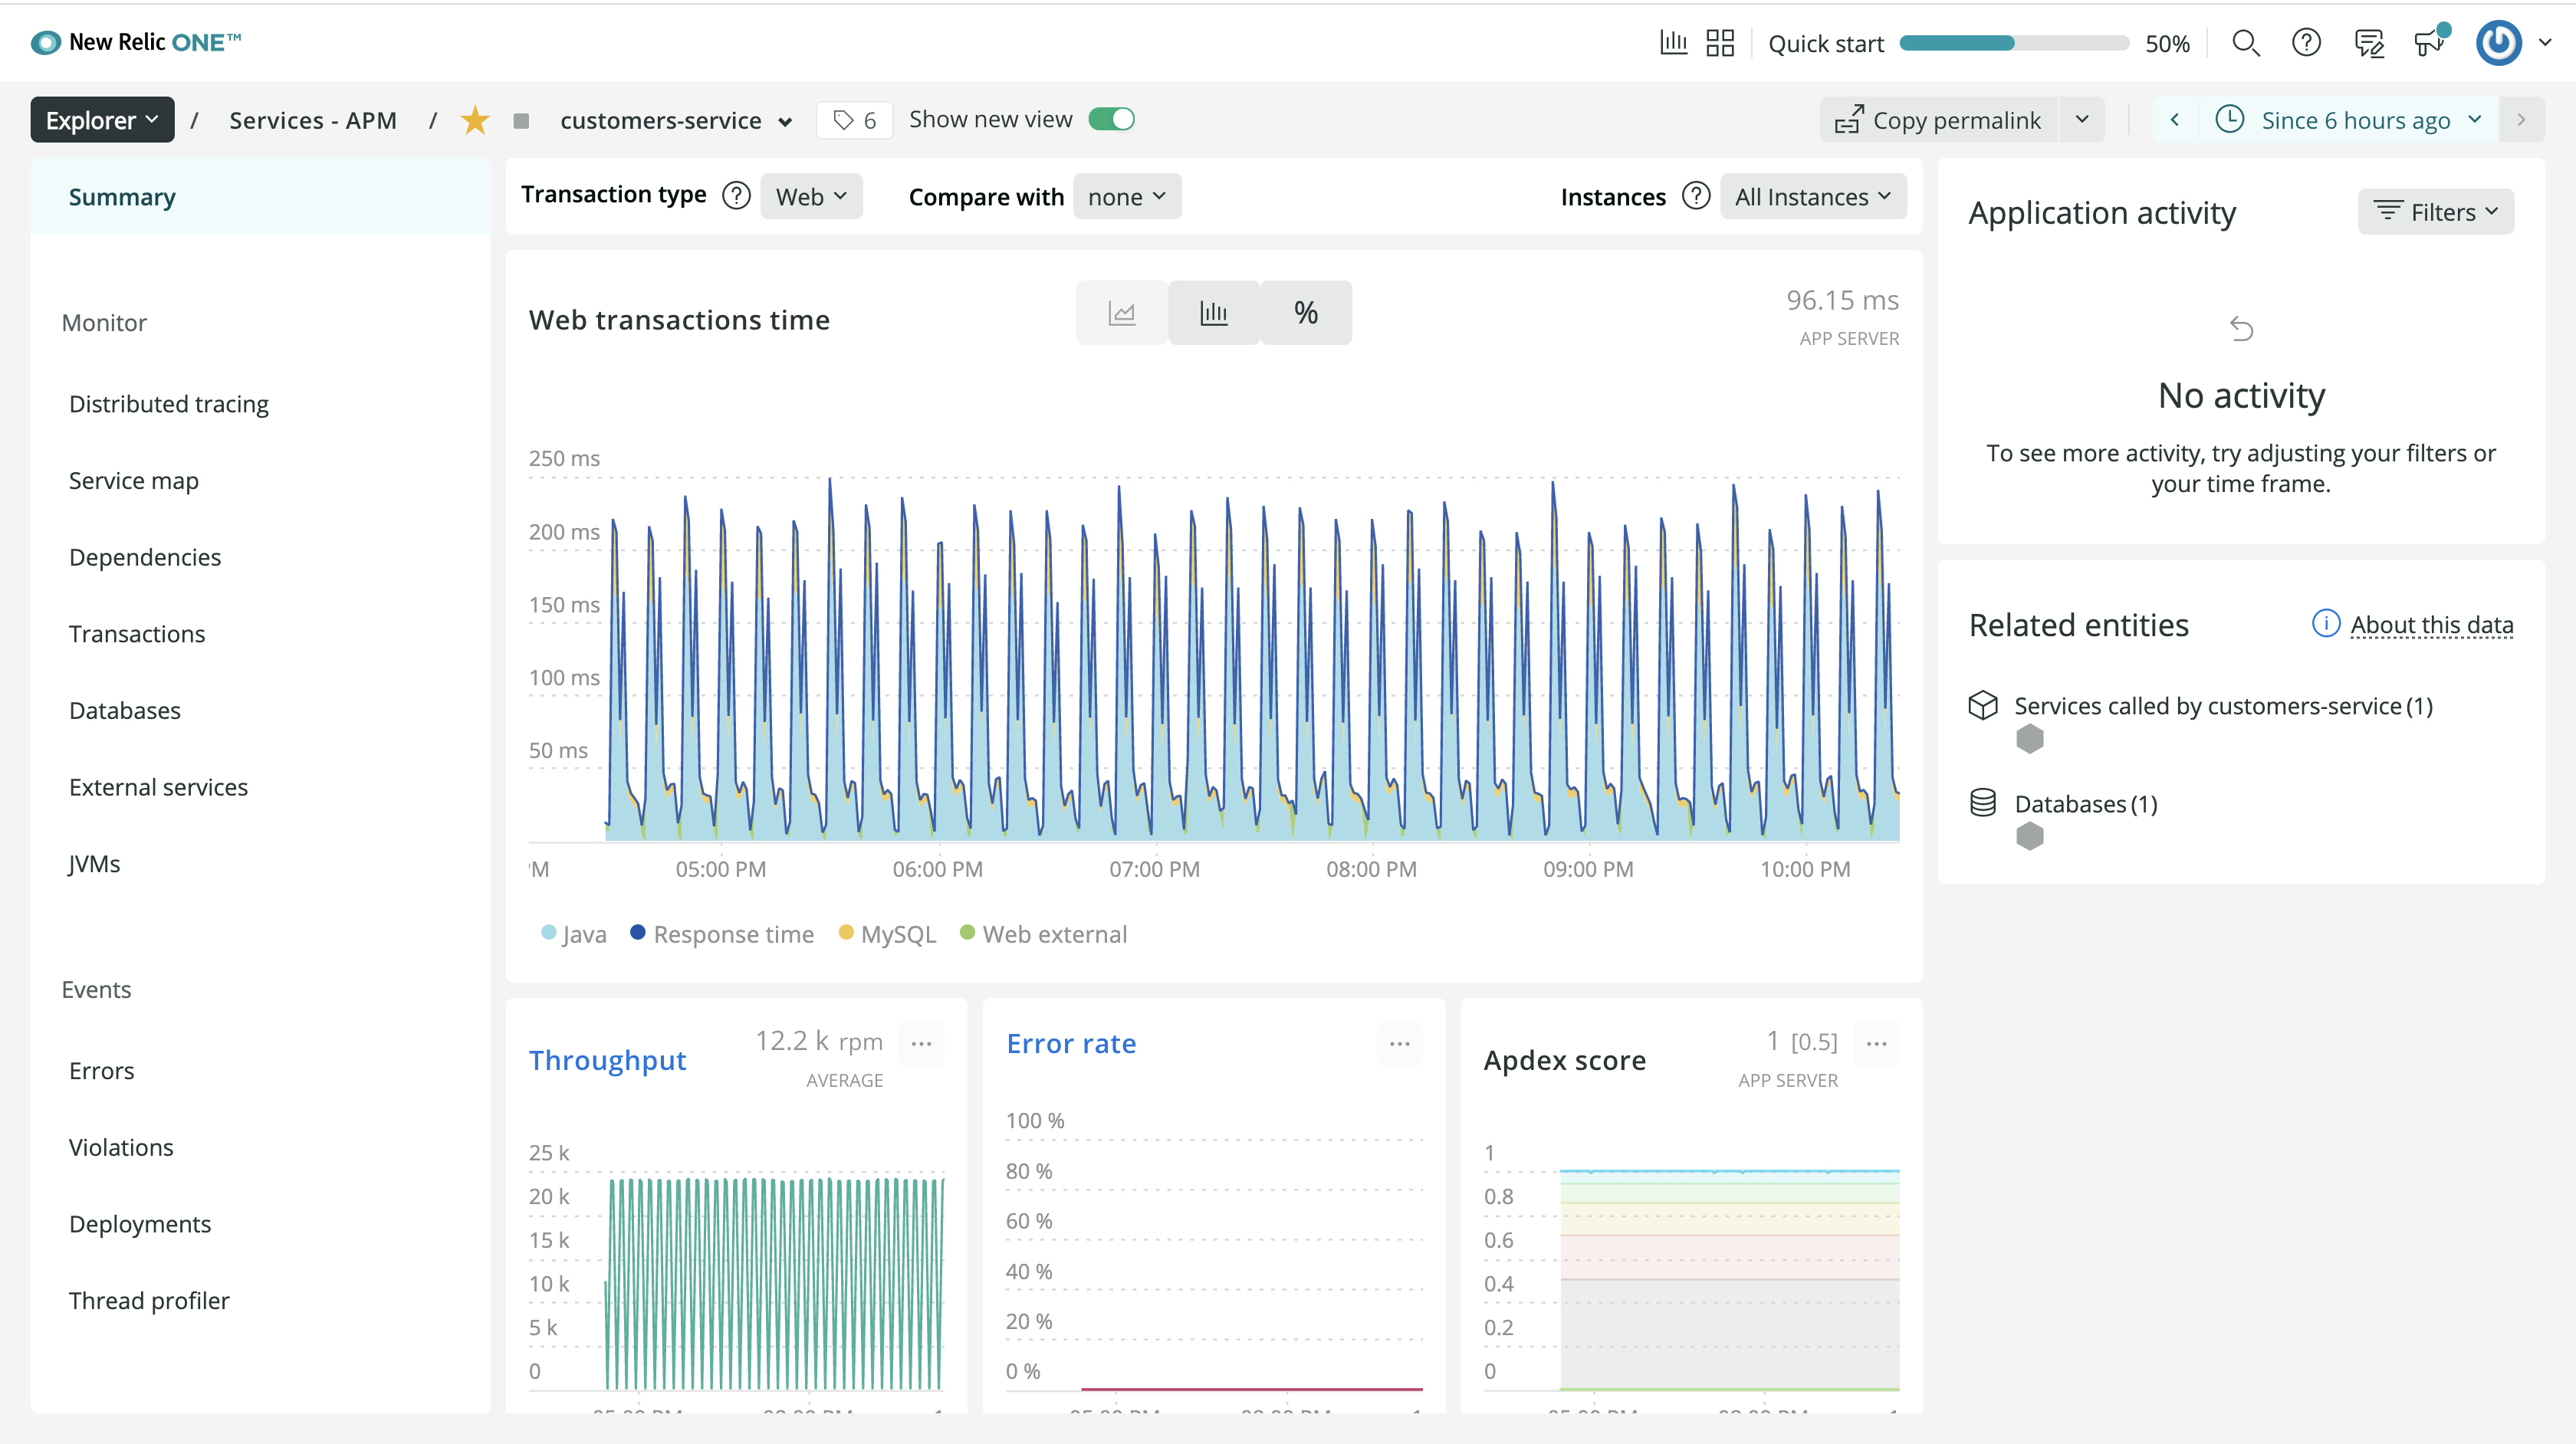 New Relic ONE™
Quick start 50%
Explorer / Services - APM / customers-service 6 Show new view
Copy permalink
Since 6 hours ago
Summary
Monitor
Distributed tracing
Service map
Dependencies
Transactions
Databases
External services
JVMs
Events
Errors
Violations
Deployments
Thread profiler
Transaction type ? Web
Compare with none
Instances ? All Instances
Web transactions time
%
96.15 ms
APP SERVER
250 ms
200 ms
150 ms
100 ms
50 ms
PM 05:00 PM 06:00 PM 07:00 PM 08:00 PM 09:00 PM 10:00 PM
Java Response time MySQL Web external
Throughput
12.2 k rpm
AVERAGE
25 k
20 k
15 k
10 k
5 k
0
Error rate
100 %
80 %
60 %
40 %
20 %
0 %
Apdex score
1 [0.5]
APP SERVER
1
0.8
0.6
0.4
0.2
0
Application activity
Filters
No activity
To see more activity, try adjusting your filters or
your time frame.
Related entities
About this data
Services called by customers-service (1)
Databases (1)